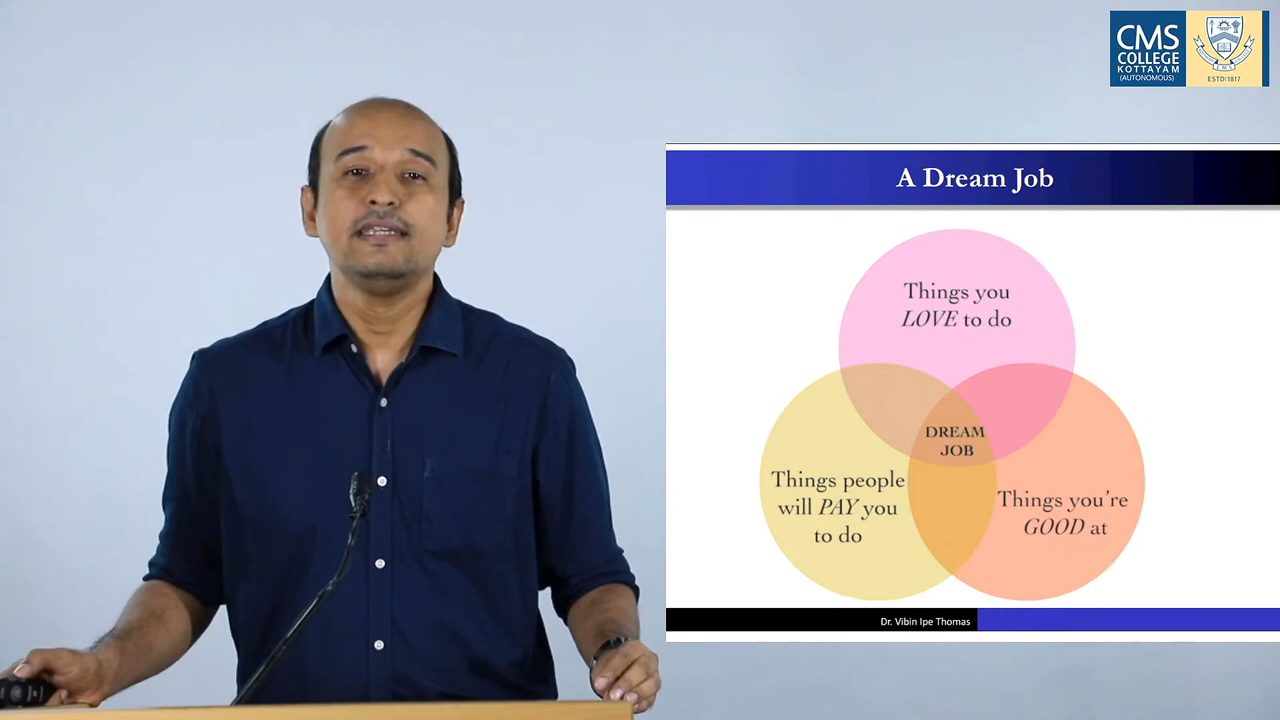 CMS
COLLEGE
KOTTAYAM
(AUTONOMOUS)
ESTD:1817
A Dream Job
Things you
LOVE to do
DREAM
JOB
Things people
will PAY you
to do
Things you're
GOOD at
Dr. Vibin Ipe Thomas